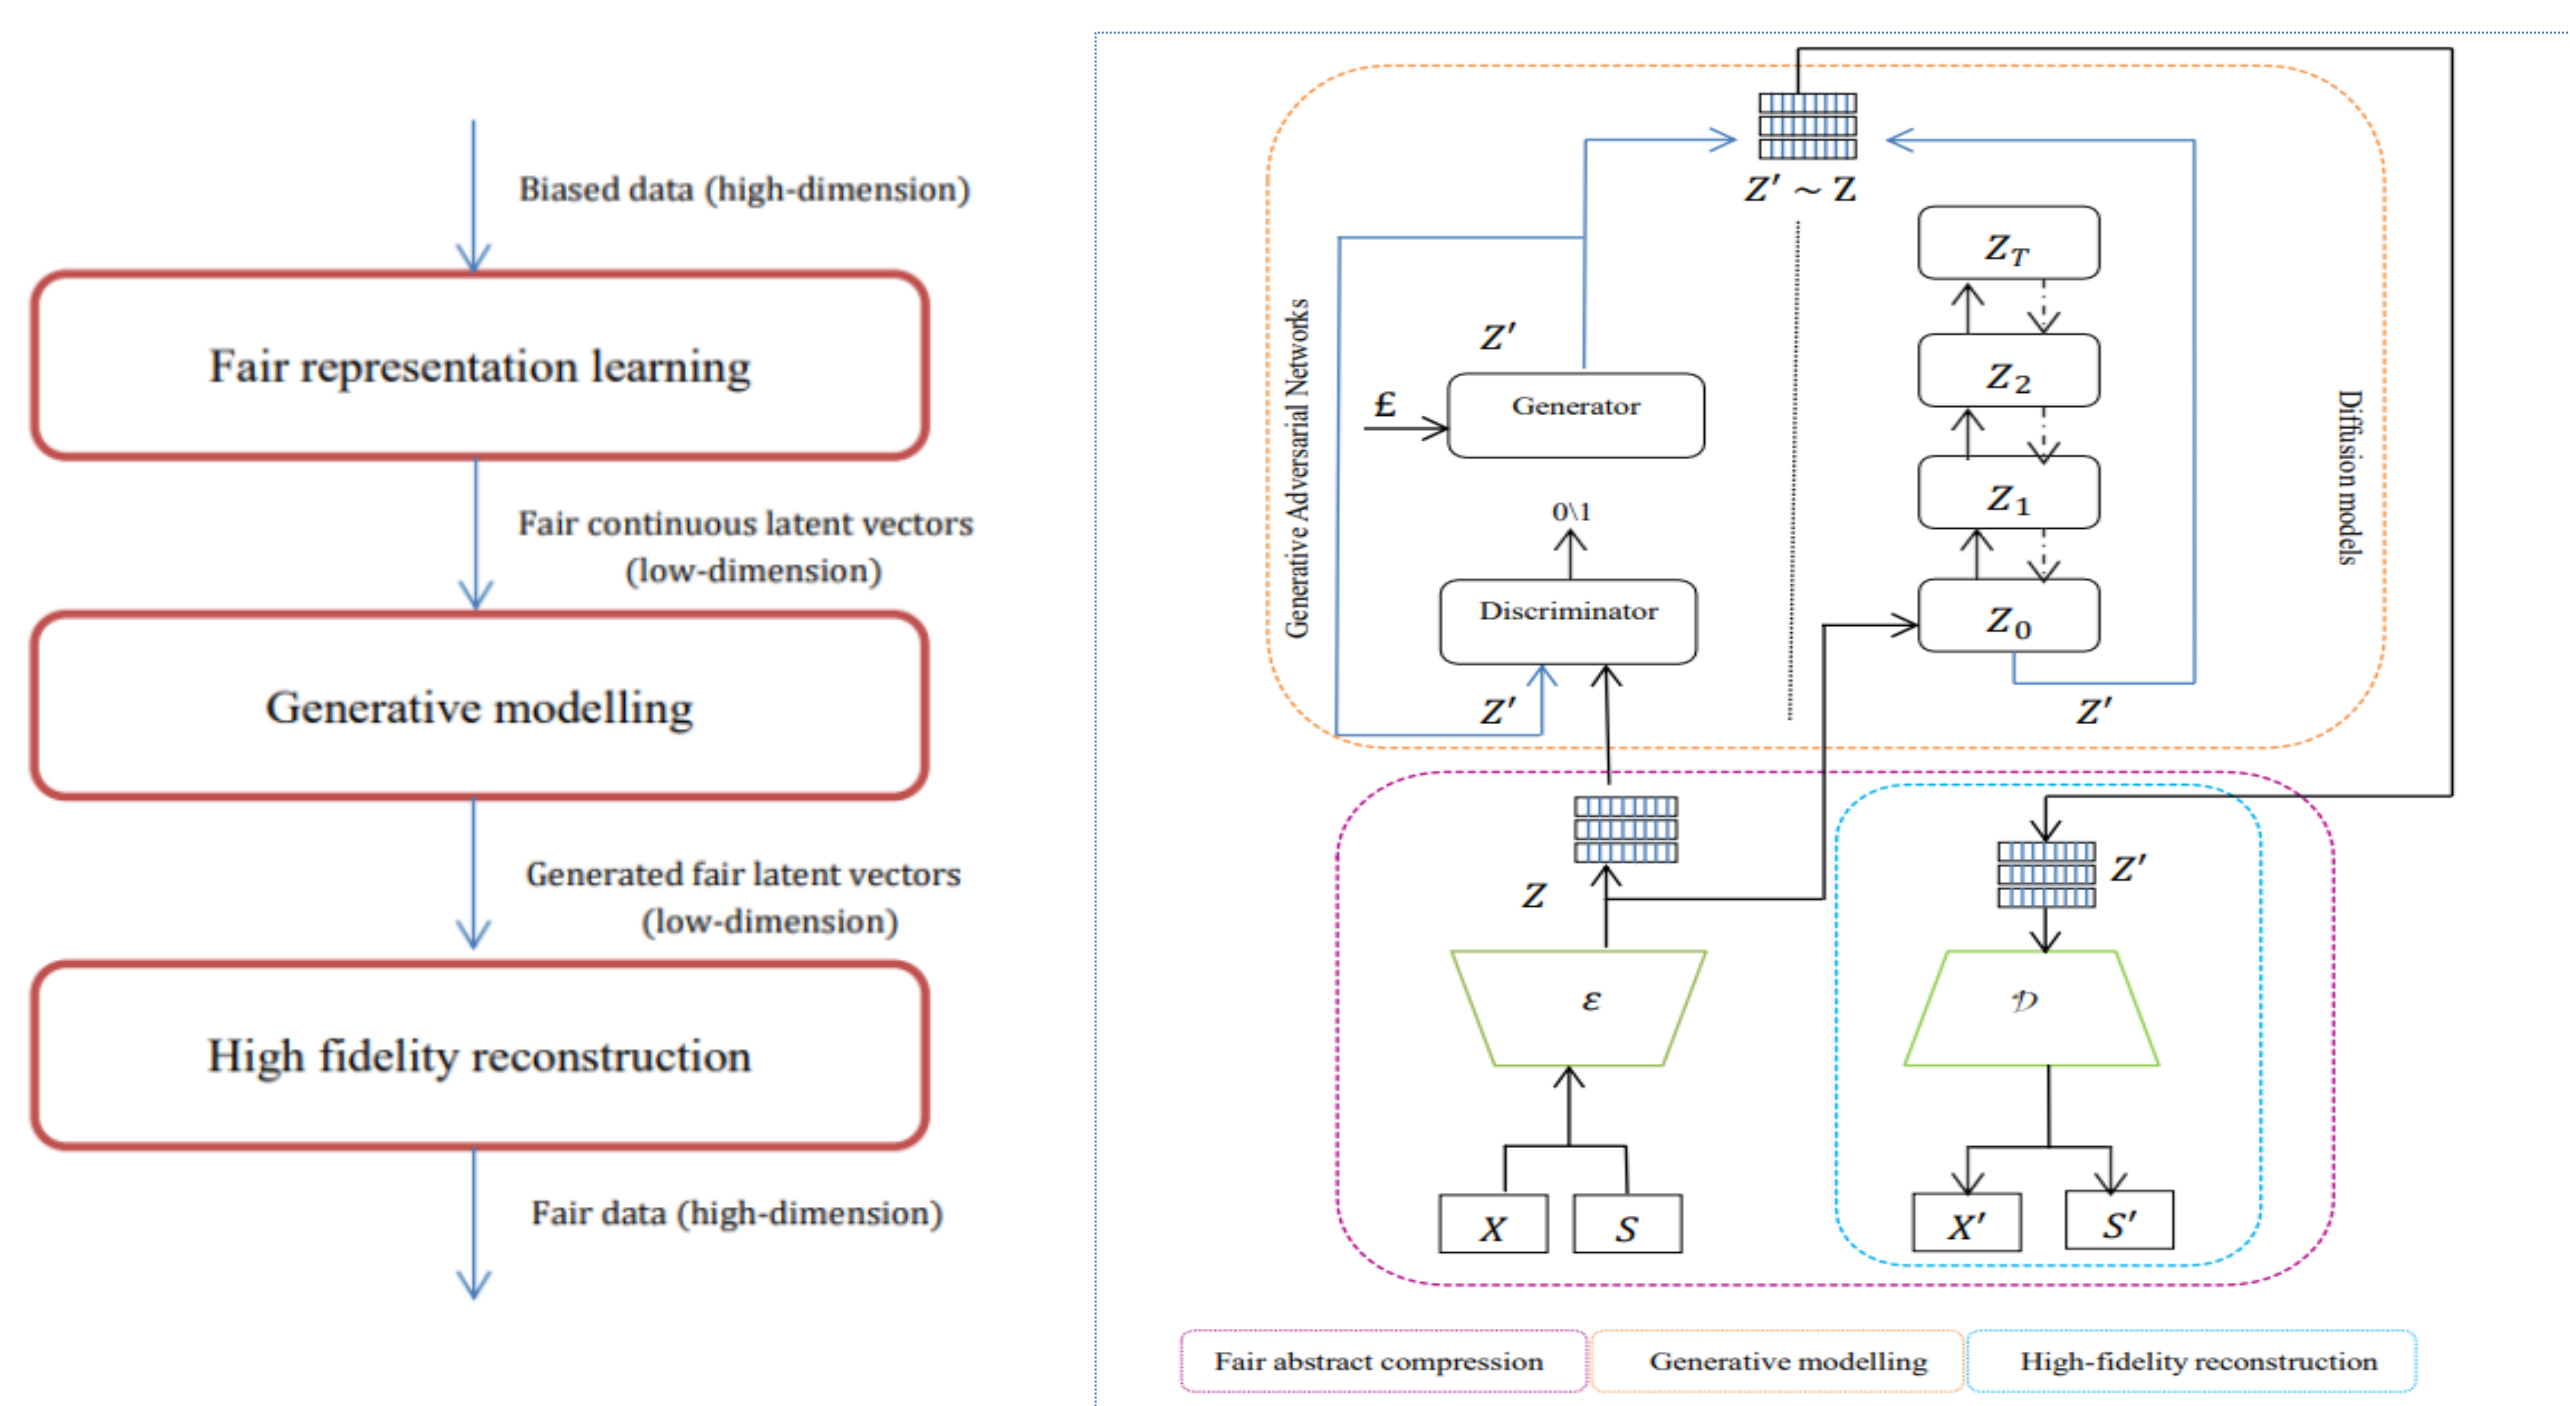 Biased data (high-dimension)
Fair representation learning
Fair continuous latent vectors
(low-dimension)
Generative modelling
Generated fair latent vectors
(low-dimension)
High fidelity reconstruction
Fair data (high-dimension)
Z′ ~ Z
Generative Adversarial Networks
Z′
£
Generator
0\1
Discriminator
Z′
Z_T
Z_2
Z_1
Z_0
Z′
Diffusion models
Z
ε
X
S
Z′
𝒟
X′
S′
Fair abstract compression
Generative modelling
High-fidelity reconstruction